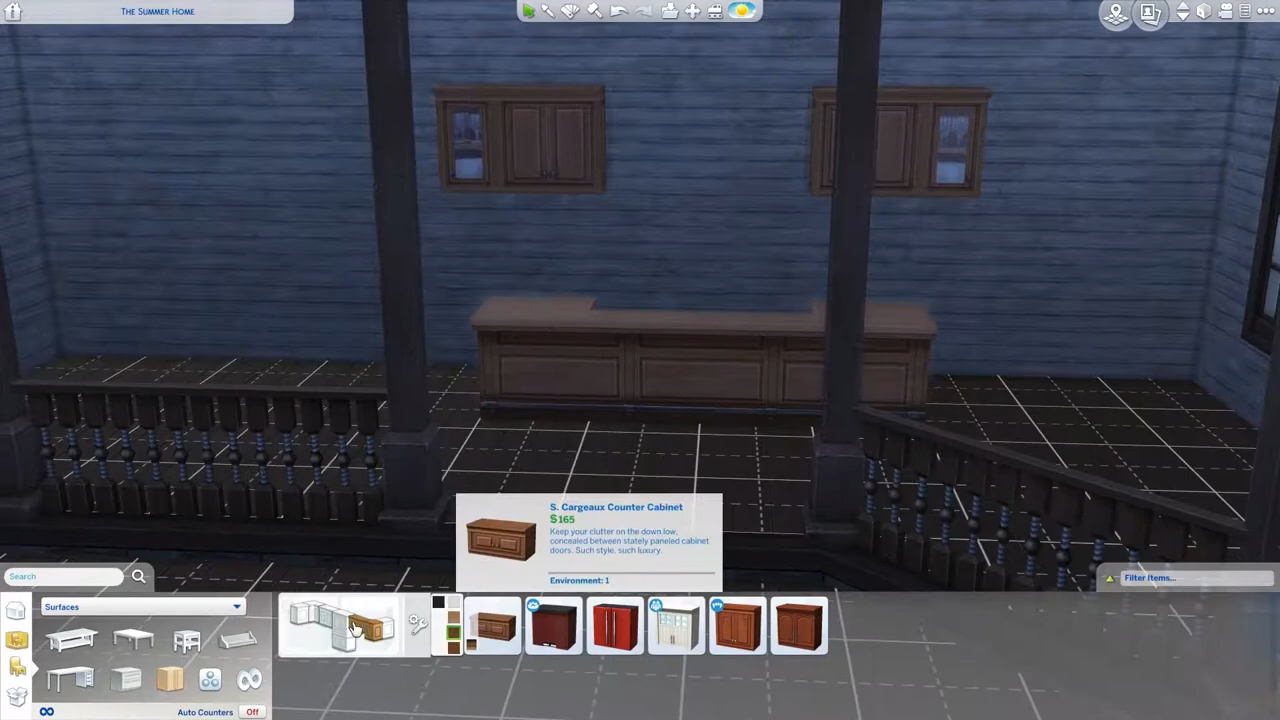 THE SUMMER HOME
S. Cargeaux Counter Cabinet
§165
Keep your clutter on the down low,
concealed between stately paneled cabinet
doors. Such style, such luxury.
Environment: 1
Search
Filter Items...
Surfaces
Auto Counters
Off